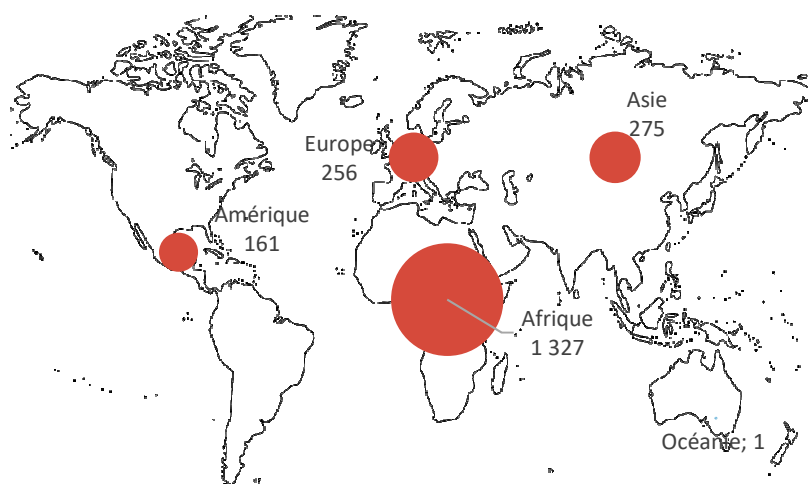 Asie
275
Europe
256
Amérique
161
Afrique
1 327
Océanie; 1